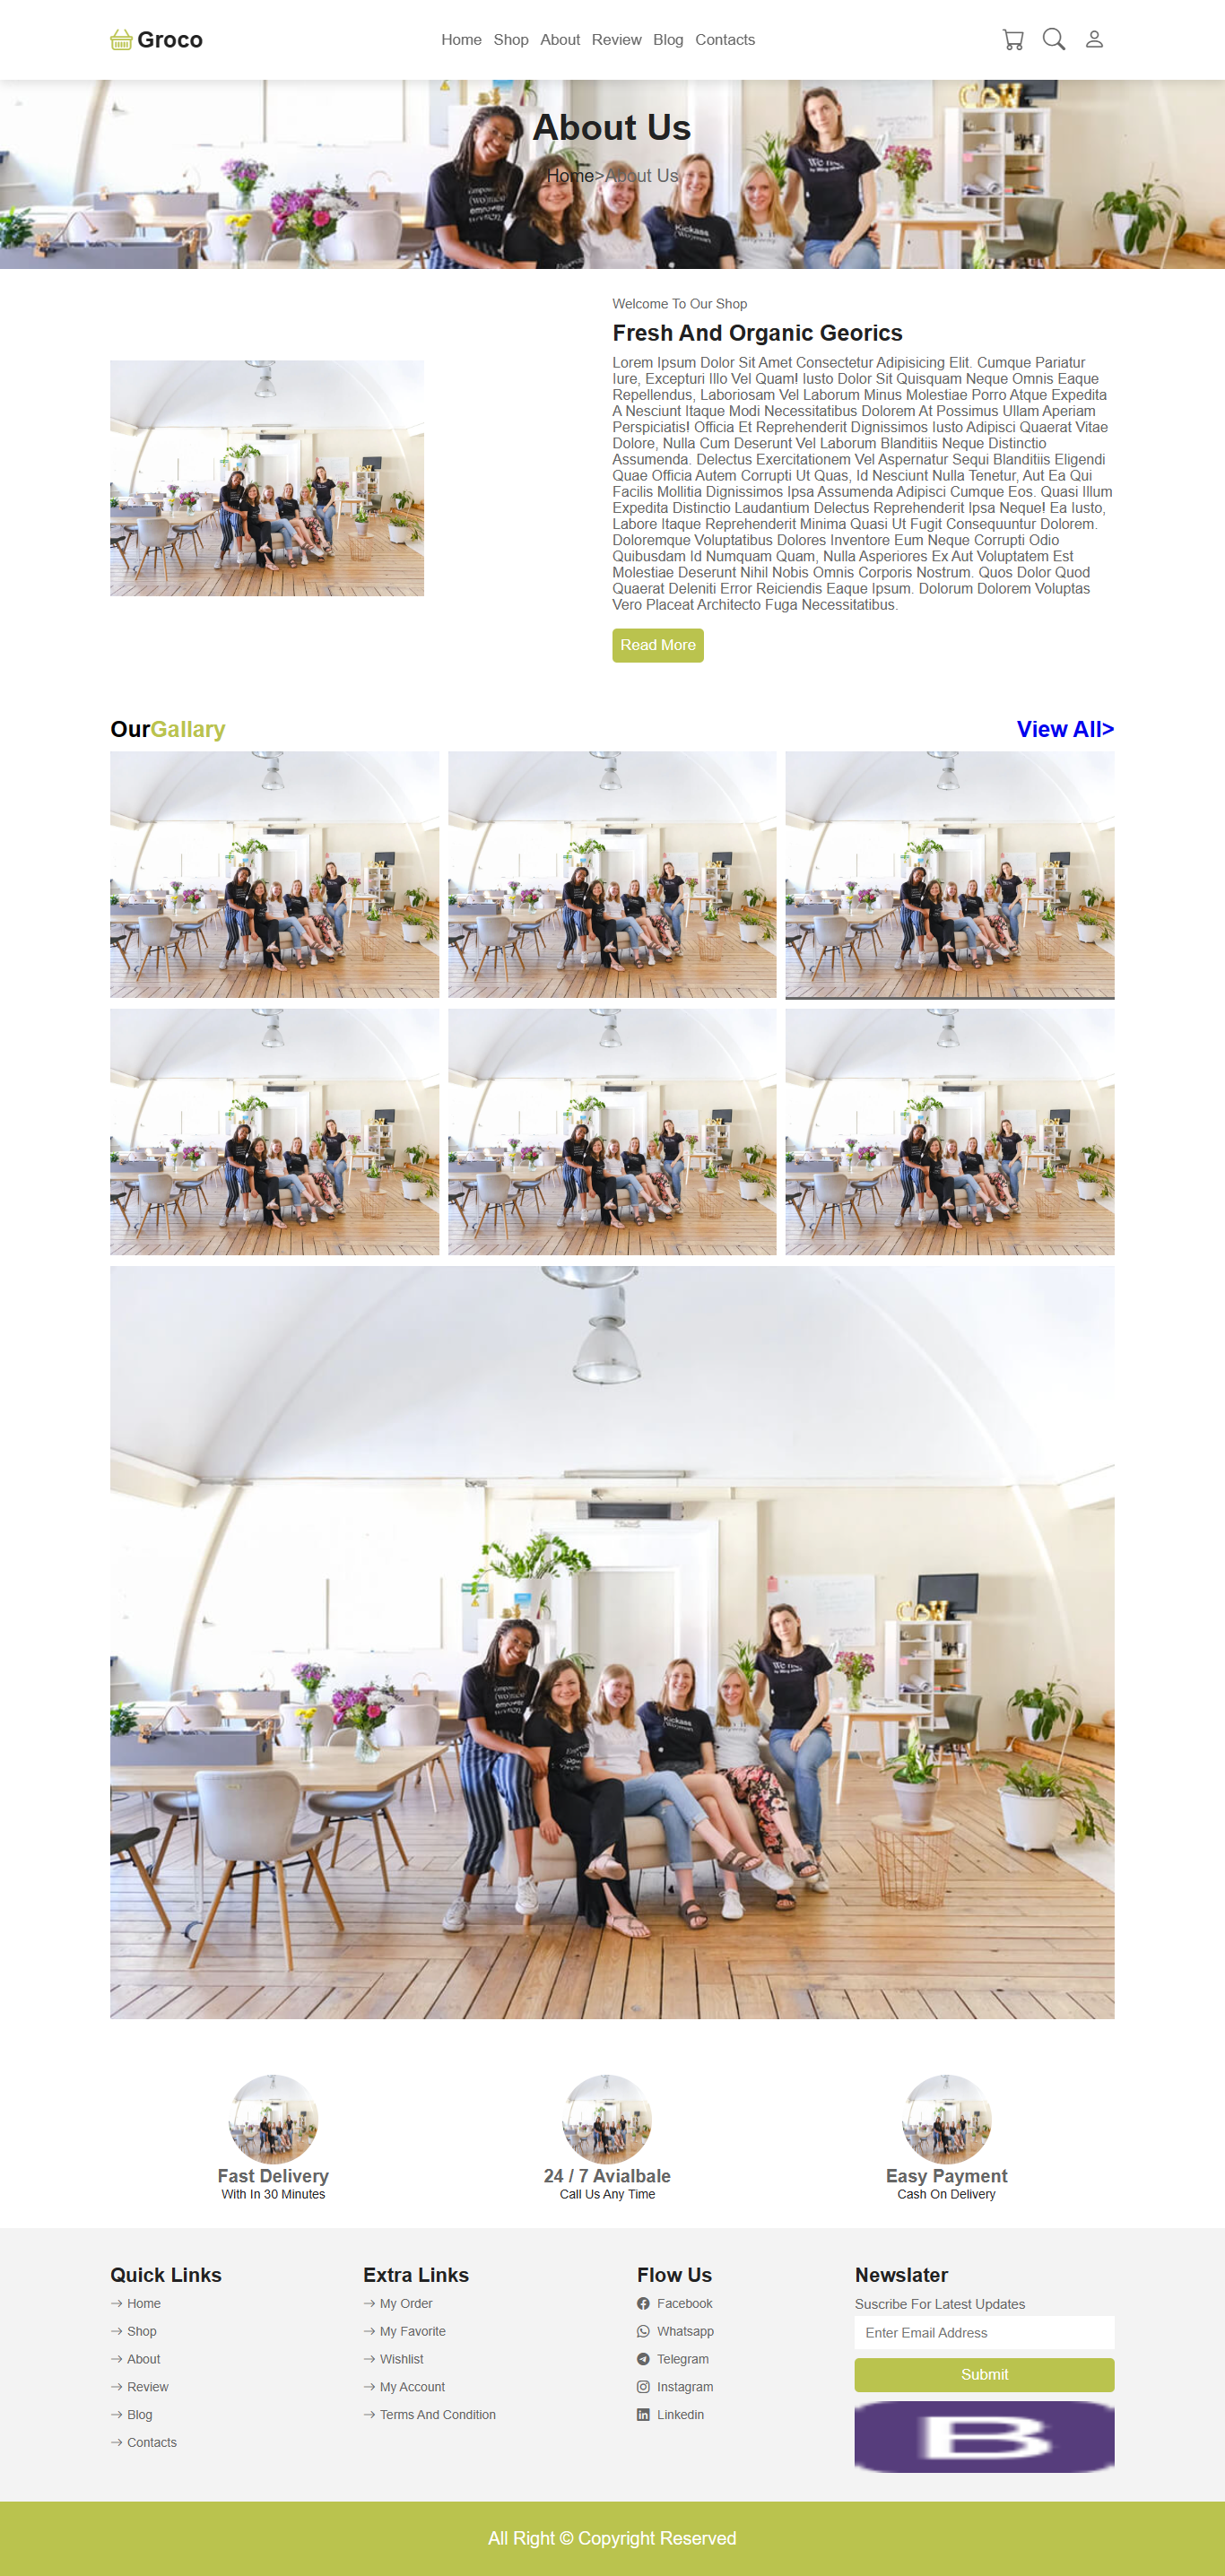 Groco
Home Shop About Review Blog Contacts
About Us
Home>About Us
Welcome To Our Shop
Fresh And Organic Georics
Lorem Ipsum Dolor Sit Amet Consectetur Adipisicing Elit. Cumque Pariatur
Iure, Excepturi Illo Vel Quam! Iusto Dolor Sit Quisquam Neque Omnis Eaque
Repellendus, Laboriosam Vel Laborum Minus Molestiae Porro Atque Expedita
A Nesciunt Itaque Modi Necessitatibus Dolorem At Possimus Ullam Aperiam
Perspiciatis! Officia Et Reprehenderit Dignissimos Iusto Adipisci Quaerat Vitae
Dolore, Nulla Cum Deserunt Vel Laborum Blanditiis Neque Distinctio
Assumenda. Delectus Exercitationem Vel Aspernatur Sequi Blanditiis Eligendi
Quae Officia Autem Corrupti Ut Quas, Id Nesciunt Nulla Tenetur, Aut Ea Qui
Facilis Mollitia Dignissimos Ipsa Assumenda Adipisci Cumque Eos. Quasi Illum
Expedita Distinctio Laudantium Delectus Reprehenderit Ipsa Neque! Ea Iusto,
Labore Itaque Reprehenderit Minima Quasi Ut Fugit Consequuntur Dolorem.
Doloremque Voluptatibus Dolores Inventore Eum Neque Corrupti Odio
Quibusdam Id Numquam Quam, Nulla Asperiores Ex Aut Voluptatem Est
Molestiae Deserunt Nihil Nobis Omnis Corporis Nostrum. Quos Dolor Quod
Quaerat Deleniti Error Reiciendis Eaque Ipsum. Dolorum Dolorem Voluptas
Vero Placeat Architecto Fuga Necessitatibus.
Read More
OurGallary
View All>
Fast Delivery
With In 30 Minutes
24 / 7 Avialbale
Call Us Any Time
Easy Payment
Cash On Delivery
Quick Links
Home
Shop
About
Review
Blog
Contacts
Extra Links
My Order
My Favorite
Wishlist
My Account
Terms And Condition
Flow Us
Facebook
Whatsapp
Telegram
Instagram
Linkedin
Newslater
Suscribe For Latest Updates
Enter Email Address
Submit
B
All Right © Copyright Reserved